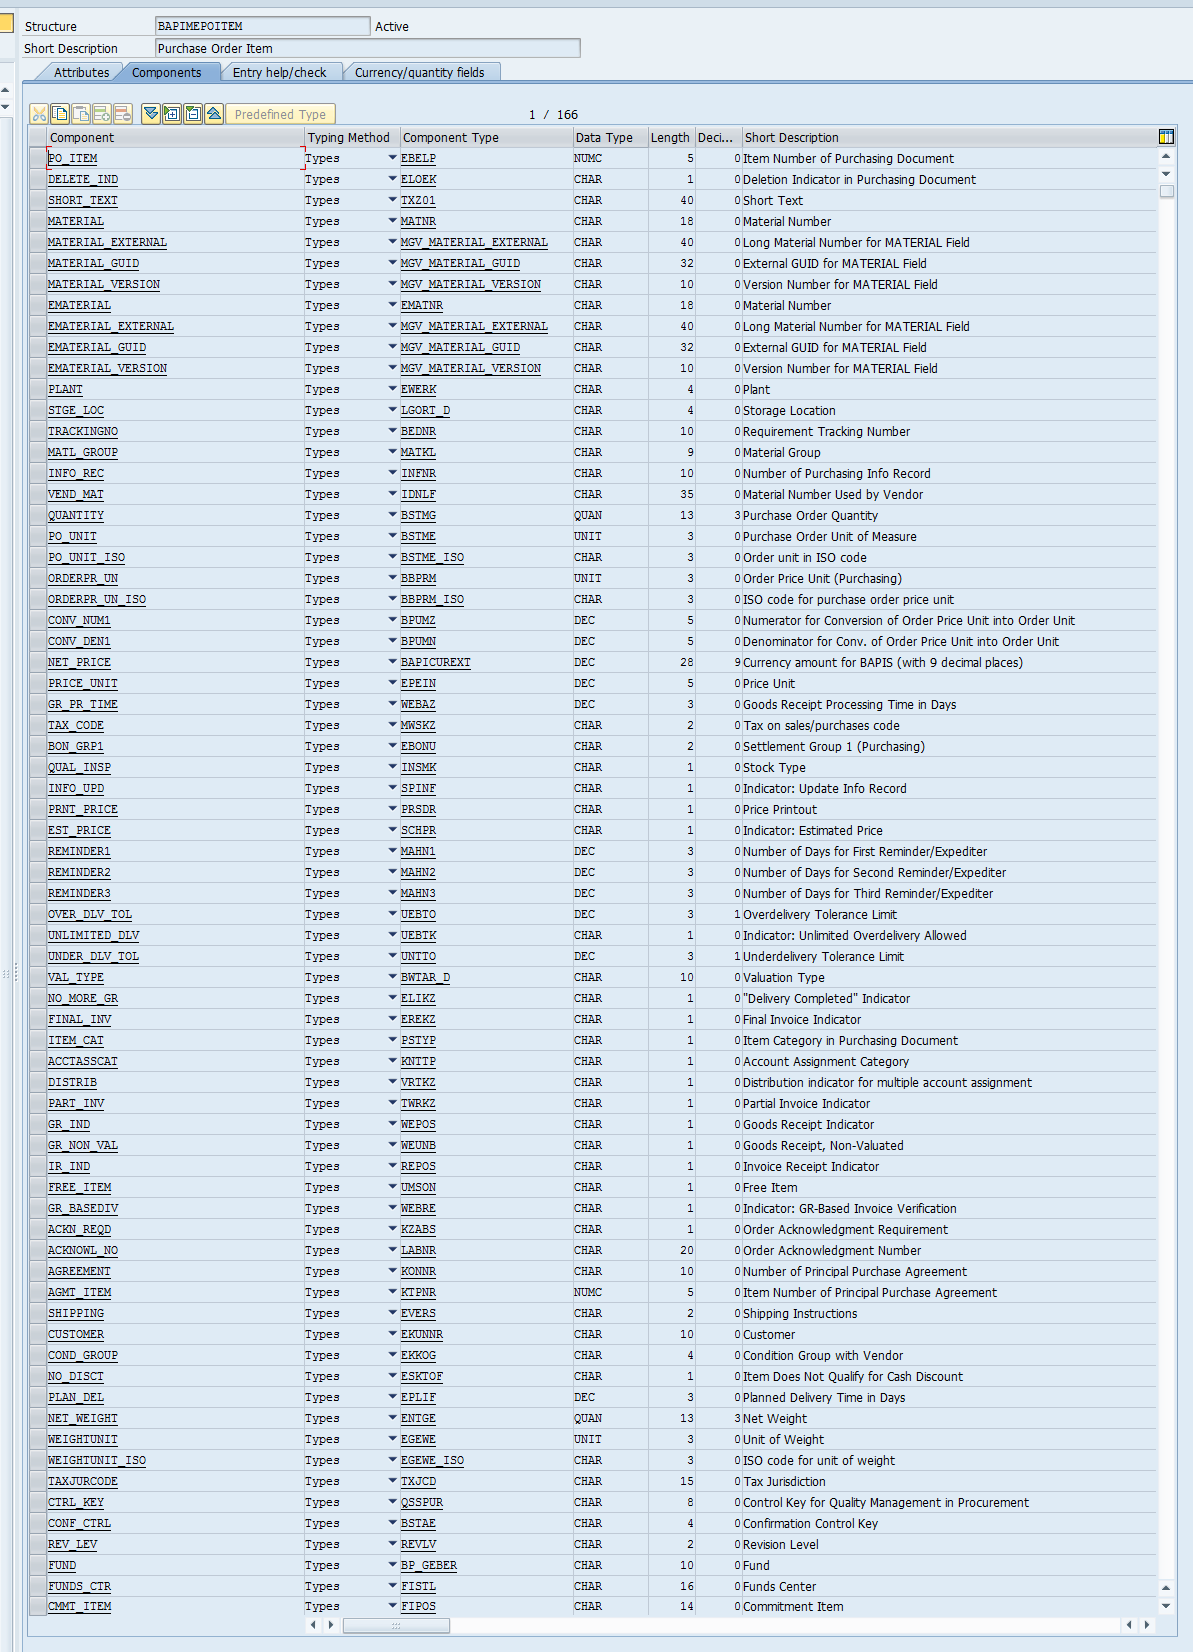 Structure BAPIMEPOITEM Active
Short Description Purchase Order Item
Attributes Components Entry help/check Currency/quantity fields
Predefined Type 1 / 166
Component Typing Method Component Type Data Type Length Deci... Short Description
PO_ITEM Types EBELP NUMC 5 0 Item Number of Purchasing Document
DELETE_IND Types ELOEK CHAR 1 0 Deletion Indicator in Purchasing Document
SHORT_TEXT Types TXZ01 CHAR 40 0 Short Text
MATERIAL Types MATNR CHAR 18 0 Material Number
MATERIAL_EXTERNAL Types MGV_MATERIAL_EXTERNAL CHAR 40 0 Long Material Number for MATERIAL Field
MATERIAL_GUID Types MGV_MATERIAL_GUID CHAR 32 0 External GUID for MATERIAL Field
MATERIAL_VERSION Types MGV_MATERIAL_VERSION CHAR 10 0 Version Number for MATERIAL Field
EMATERIAL Types EMATNR CHAR 18 0 Material Number
EMATERIAL_EXTERNAL Types MGV_MATERIAL_EXTERNAL CHAR 40 0 Long Material Number for MATERIAL Field
EMATERIAL_GUID Types MGV_MATERIAL_GUID CHAR 32 0 External GUID for MATERIAL Field
EMATERIAL_VERSION Types MGV_MATERIAL_VERSION CHAR 10 0 Version Number for MATERIAL Field
PLANT Types EWERK CHAR 4 0 Plant
STGE_LOC Types LGORT_D CHAR 4 0 Storage Location
TRACKINGNO Types BEDNR CHAR 10 0 Requirement Tracking Number
MATL_GROUP Types MATKL CHAR 9 0 Material Group
INFO_REC Types INFNR CHAR 10 0 Number of Purchasing Info Record
VEND_MAT Types IDNLF CHAR 35 0 Material Number Used by Vendor
QUANTITY Types BSTMG QUAN 13 3 Purchase Order Quantity
PO_UNIT Types BSTME UNIT 3 0 Purchase Order Unit of Measure
PO_UNIT_ISO Types BSTME_ISO CHAR 3 0 Order unit in ISO code
ORDERPR_UN Types BBPRM UNIT 3 0 Order Price Unit (Purchasing)
ORDERPR_UN_ISO Types BBPRM_ISO CHAR 3 0 ISO code for purchase order price unit
CONV_NUM1 Types BPUMZ DEC 5 0 Numerator for Conversion of Order Price Unit into Order Unit
CONV_DEN1 Types BPUMN DEC 5 0 Denominator for Conv. of Order Price Unit into Order Unit
NET_PRICE Types BAPICUREXT DEC 28 9 Currency amount for BAPIS (with 9 decimal places)
PRICE_UNIT Types EPEIN DEC 5 0 Price Unit
GR_PR_TIME Types WEBAZ DEC 3 0 Goods Receipt Processing Time in Days
TAX_CODE Types MWSKZ CHAR 2 0 Tax on sales/purchases code
BON_GRP1 Types EBONU CHAR 2 0 Settlement Group 1 (Purchasing)
QUAL_INSP Types INSMK CHAR 1 0 Stock Type
INFO_UPD Types SPINF CHAR 1 0 Indicator: Update Info Record
PRNT_PRICE Types PRSDR CHAR 1 0 Price Printout
EST_PRICE Types SCHPR CHAR 1 0 Indicator: Estimated Price
REMINDER1 Types MAHN1 DEC 3 0 Number of Days for First Reminder/Expediter
REMINDER2 Types MAHN2 DEC 3 0 Number of Days for Second Reminder/Expediter
REMINDER3 Types MAHN3 DEC 3 0 Number of Days for Third Reminder/Expediter
OVER_DLV_TOL Types UEBTO DEC 3 1 Overdelivery Tolerance Limit
UNLIMITED_DLV Types UEBTK CHAR 1 0 Indicator: Unlimited Overdelivery Allowed
UNDER_DLV_TOL Types UNTTO DEC 3 1 Underdelivery Tolerance Limit
VAL_TYPE Types BWTAR_D CHAR 10 0 Valuation Type
NO_MORE_GR Types ELIKZ CHAR 1 0 "Delivery Completed" Indicator
FINAL_INV Types EREKZ CHAR 1 0 Final Invoice Indicator
ITEM_CAT Types PSTYP CHAR 1 0 Item Category in Purchasing Document
ACCTASSCAT Types KNTTP CHAR 1 0 Account Assignment Category
DISTRIB Types VRTKZ CHAR 1 0 Distribution indicator for multiple account assignment
PART_INV Types TWRKZ CHAR 1 0 Partial Invoice Indicator
GR_IND Types WEPOS CHAR 1 0 Goods Receipt Indicator
GR_NON_VAL Types WEUNB CHAR 1 0 Goods Receipt, Non-Valuated
IR_IND Types REPOS CHAR 1 0 Invoice Receipt Indicator
FREE_ITEM Types UMSON CHAR 1 0 Free Item
GR_BASEDIV Types WEBRE CHAR 1 0 Indicator: GR-Based Invoice Verification
ACKN_REQD Types KZABS CHAR 1 0 Order Acknowledgment Requirement
ACKNOWL_NO Types LABNR CHAR 20 0 Order Acknowledgment Number
AGREEMENT Types KONNR CHAR 10 0 Number of Principal Purchase Agreement
AGMT_ITEM Types KTPNR NUMC 5 0 Item Number of Principal Purchase Agreement
SHIPPING Types EVERS CHAR 2 0 Shipping Instructions
CUSTOMER Types EKUNNR CHAR 10 0 Customer
COND_GROUP Types EKKOG CHAR 4 0 Condition Group with Vendor
NO_DISCT Types ESKTOF CHAR 1 0 Item Does Not Qualify for Cash Discount
PLAN_DEL Types EPLIF DEC 3 0 Planned Delivery Time in Days
NET_WEIGHT Types ENTGE QUAN 13 3 Net Weight
WEIGHTUNIT Types EGEWE UNIT 3 0 Unit of Weight
WEIGHTUNIT_ISO Types EGEWE_ISO CHAR 3 0 ISO code for unit of weight
TAXJURCODE Types TXJCD CHAR 15 0 Tax Jurisdiction
CTRL_KEY Types QSSPUR CHAR 8 0 Control Key for Quality Management in Procurement
CONF_CTRL Types BSTAE CHAR 4 0 Confirmation Control Key
REV_LEV Types REVLV CHAR 2 0 Revision Level
FUND Types BP_GEBER CHAR 10 0 Fund
FUNDS_CTR Types FISTL CHAR 16 0 Funds Center
CMMT_ITEM Types FIPOS CHAR 14 0 Commitment Item